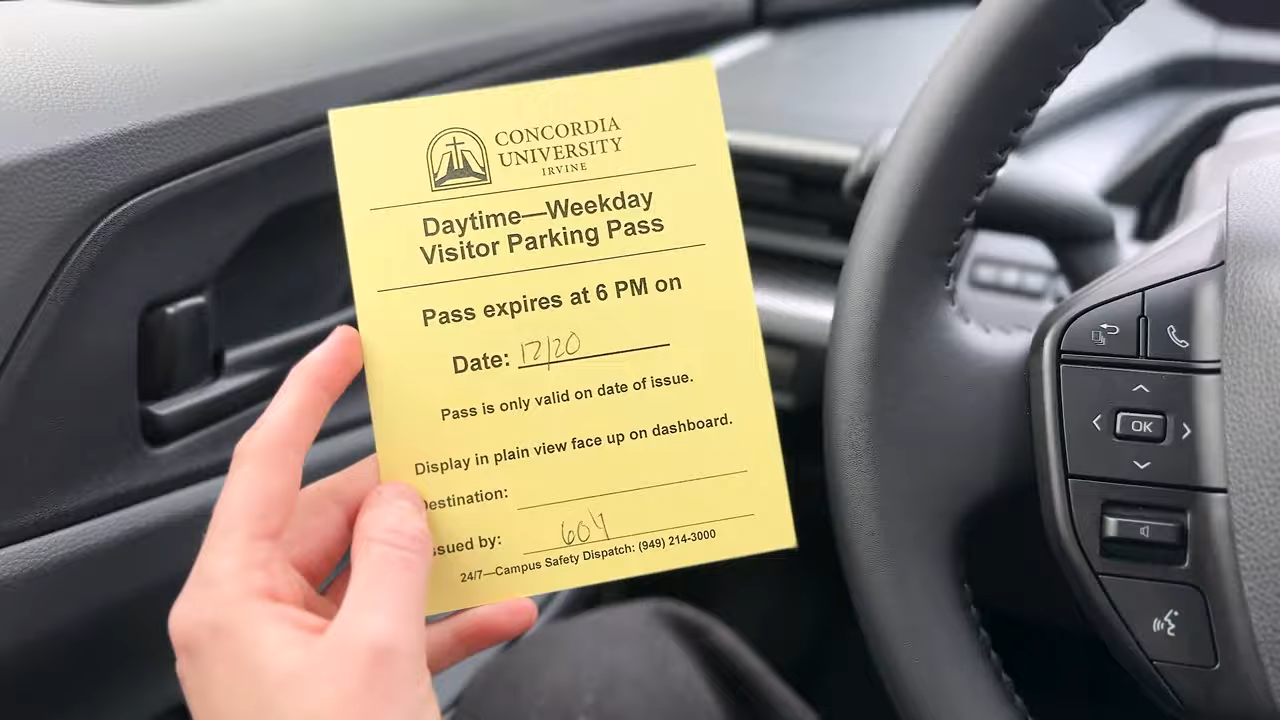 CONCORDIA
UNIVERSITY
IRVINE
Daytime—Weekday
Visitor Parking Pass
Pass expires at 6 PM on
Date: 12/20
Pass is only valid on date of issue.
Display in plain view face up on dashboard.
estination:
ssued by: 604
24/7—Campus Safety Dispatch: (949) 214-3000
OK